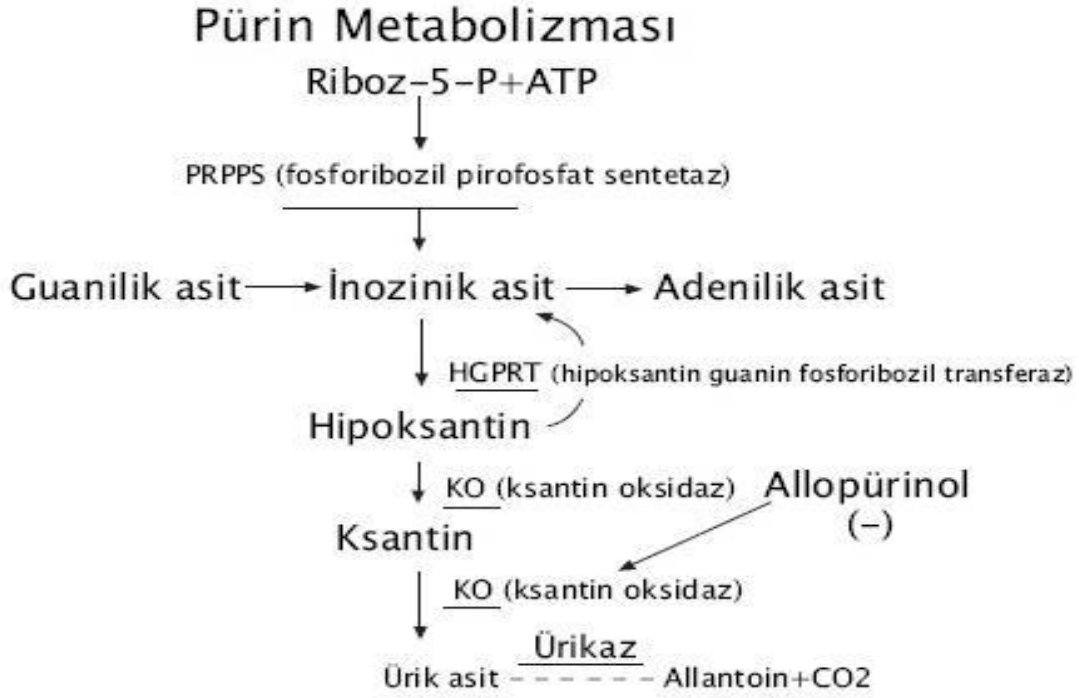 Pürin Metabolizması
Riboz-5-P+ATP
PRPPS (fosforibozil pirofosfat sentetaz)
Guanilik asit İnozinik asit Adenilik asit
HGPRT (hipoksantin guanin fosforibozil transferaz)
Hipoksantin
KO (ksantin oksidaz) Allopürinol
(-)
Ksantin
KO (ksantin oksidaz)
Ürikaz
Ürik asit Allantoin+CO2